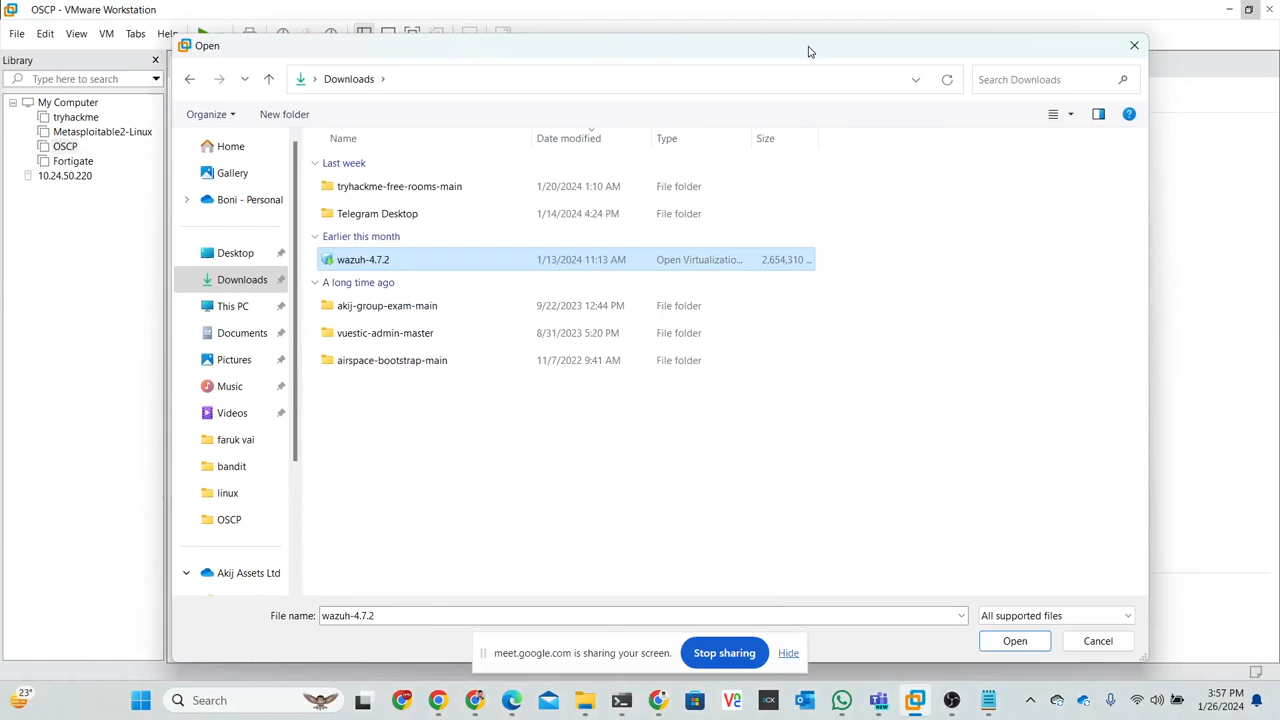 OSCP - VMware Workstation
File Edit View VM Tabs Help
Library
Type here to search
My Computer
tryhackme
Metasploitable2-Linux
OSCP
Fortigate
10.24.50.220
Open
Downloads
Search Downloads
Organize New folder
Name Date modified Type Size
Home
Gallery
Boni - Personal
Desktop
Downloads
This PC
Documents
Pictures
Music
Videos
faruk vai
bandit
linux
OSCP
Akij Assets Ltd
Last week
tryhackme-free-rooms-main 1/20/2024 1:10 AM File folder
Telegram Desktop 1/14/2024 4:24 PM File folder
Earlier this month
wazuh-4.7.2 1/13/2024 11:13 AM Open Virtualizatio... 2,654,310 ...
A long time ago
akij-group-exam-main 9/22/2023 12:44 PM File folder
vuestic-admin-master 8/31/2023 5:20 PM File folder
airspace-bootstrap-main 11/7/2022 9:41 AM File folder
File name: wazuh-4.7.2 All supported files
Open Cancel
meet.google.com is sharing your screen. Stop sharing Hide
23° Search 3:57 PM
1/26/2024